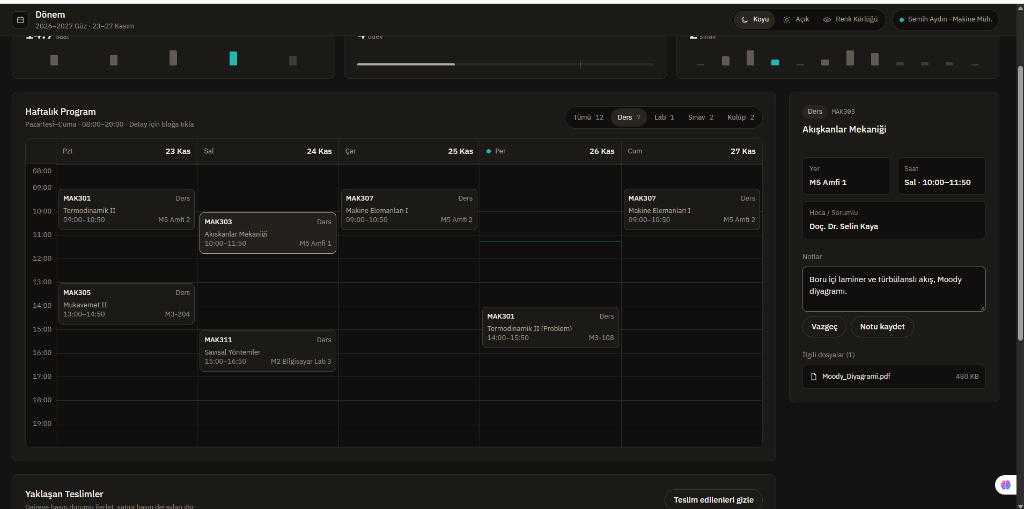 Dönem
2026–2027 Güz · 23–27 Kasım
Koyu
Açık
Renk Körlüğü
Semih Aydın · Makine Müh.
saat
ödev
sınav
Haftalık Program
Pazartesi–Cuma · 08:00–20:00 · Detay için bloğa tıkla
Tümü 12
Ders 7
Lab 1
Sınav 2
Kulüp 2
Pzt 23 Kas
Sal 24 Kas
Çar 25 Kas
Per 26 Kas
Cum 27 Kas
08:00
09:00
10:00
11:00
12:00
13:00
14:00
15:00
16:00
17:00
18:00
19:00
MAK301 Ders
Termodinamik II
09:00–10:50 M5 Amfi 2
MAK305 Ders
Mukavemet II
13:00–14:50 M3-204
MAK303 Ders
Akışkanlar Mekaniği
10:00–11:50 M5 Amfi 1
MAK311 Ders
Sayısal Yöntemler
15:00–16:50 M2 Bilgisayar Lab 3
MAK307 Ders
Makine Elemanları I
09:00–10:50 M5 Amfi 2
MAK301 Ders
Termodinamik II (Problem)
14:00–15:50 M3-108
MAK307 Ders
Makine Elemanları I
09:00–10:50 M5 Amfi 2
Ders MAK303
Akışkanlar Mekaniği
Yer
M5 Amfi 1
Saat
Sal · 10:00–11:50
Hoca / Sorumlu
Doç. Dr. Selin Kaya
Notlar
Boru içi laminer ve türbülanslı akış, Moody
diyagramı.
Vazgeç
Notu kaydet
İlgili dosyalar (1)
Moody_Diyagrami.pdf 480 KB
Yaklaşan Teslimler
Daireye basıp durumu ilerlet, satıra basıp detayları gör
Teslim edilenleri gizle